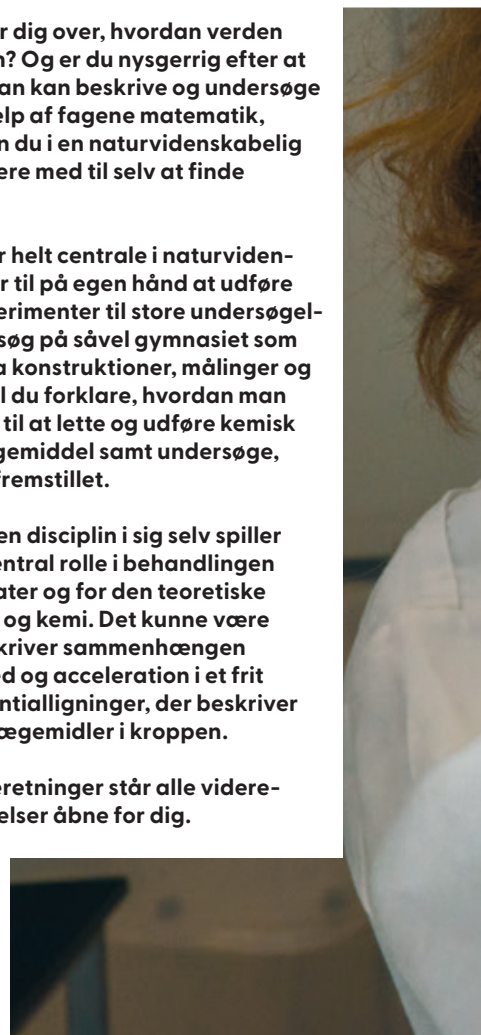 r dig over, hvordan verden
n? Og er du nysgerrig efter at
an kan beskrive og undersøge
elp af fagene matematik,
n du i en naturvidenskabelig
ere med til selv at finde
r helt centrale i naturviden-
r til på egen hånd at udføre
erimenter til store undersøgel-
søg på såvel gymnasiet som
a konstruktioner, målinger og
l du forklare, hvordan man
til at lette og udføre kemisk
gemiddel samt undersøge,
fremstillet.
en disciplin i sig selv spiller
entral rolle i behandlingen
ater og for den teoretiske
og kemi. Det kunne være
kriver sammenhængen
ed og acceleration i et frit
entialligninger, der beskriver
ægemidler i kroppen.
eretninger står alle videre-
elser åbne for dig.